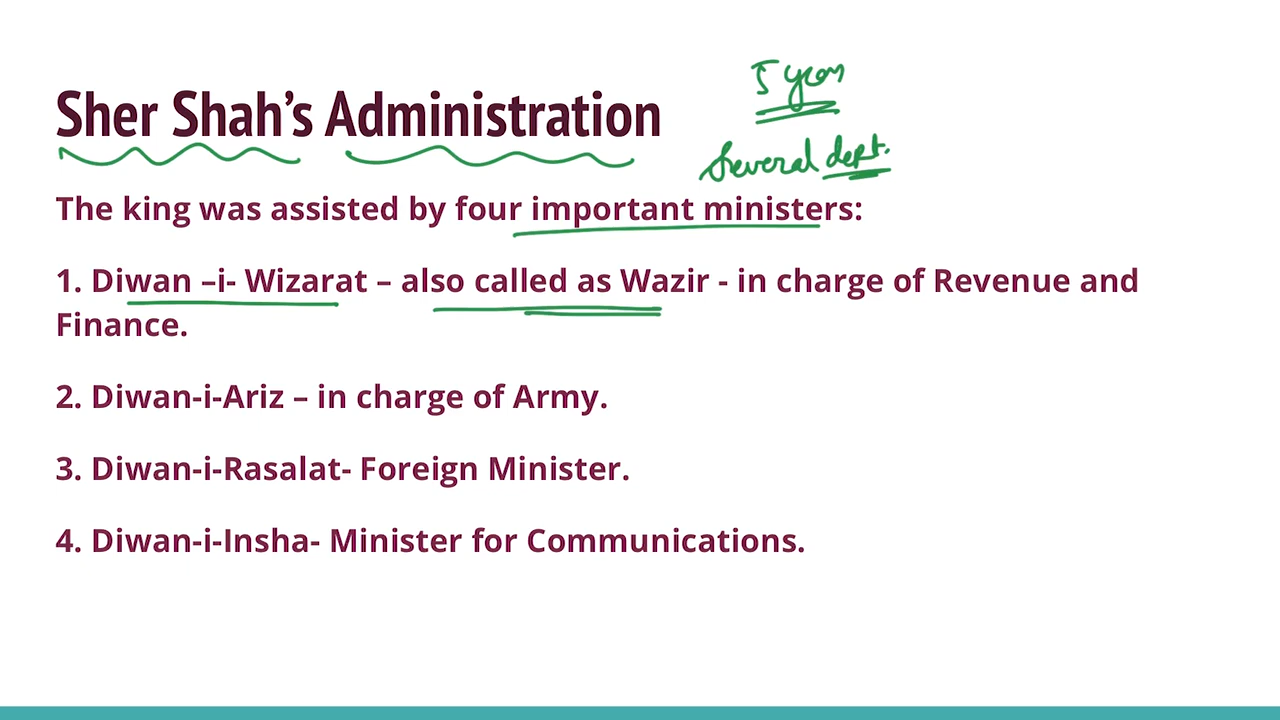 Sher Shah's Administration
5 years
Several dept.
The king was assisted by four important ministers:
1. Diwan –i- Wizarat – also called as Wazir - in charge of Revenue and
Finance.
2. Diwan-i-Ariz – in charge of Army.
3. Diwan-i-Rasalat- Foreign Minister.
4. Diwan-i-Insha- Minister for Communications.